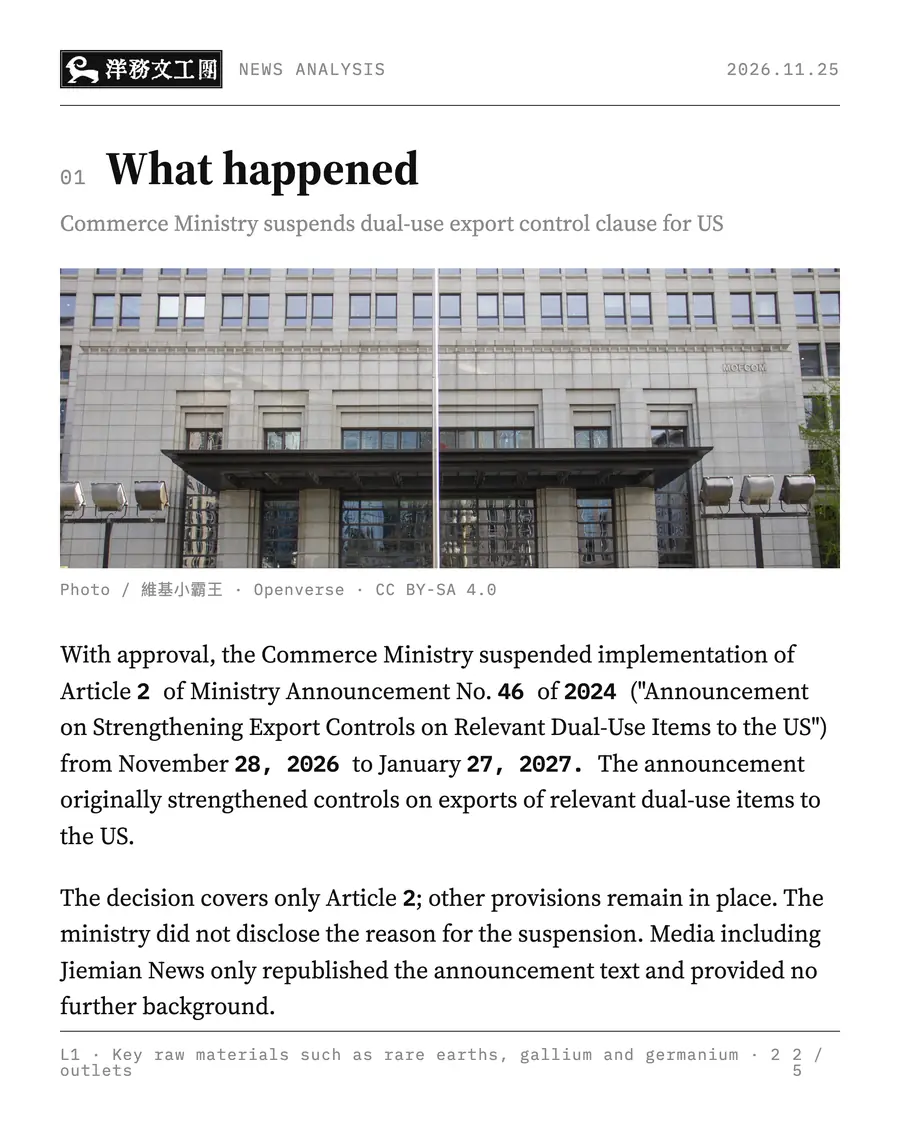 洋務文工團 NEWS ANALYSIS 2026.11.25
01 What happened
Commerce Ministry suspends dual-use export control clause for US
MOFCOM
Photo / 維基小霸王 · Openverse · CC BY-SA 4.0
With approval, the Commerce Ministry suspended implementation of
Article 2 of Ministry Announcement No. 46 of 2024 ("Announcement
on Strengthening Export Controls on Relevant Dual-Use Items to the US")
from November 28, 2026 to January 27, 2027. The announcement
originally strengthened controls on exports of relevant dual-use items to
the US.
The decision covers only Article 2; other provisions remain in place. The
ministry did not disclose the reason for the suspension. Media including
Jiemian News only republished the announcement text and provided no
further background.
L1 · Key raw materials such as rare earths, gallium and germanium · 2
outlets
2 /
5